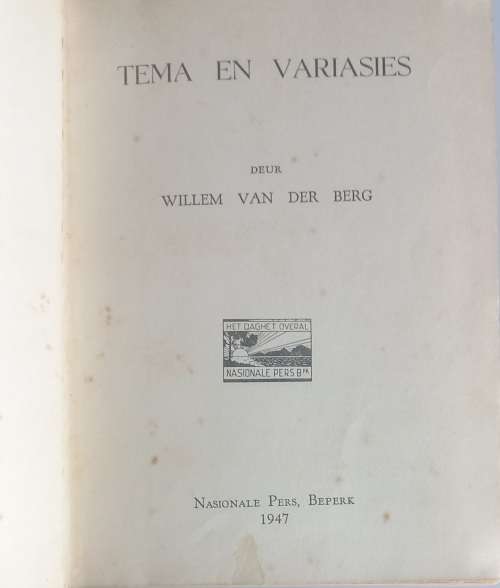 TEMA EN VARIASIES
DEUR
WILLEM VAN DER BERG
HET DAGHET OVERAL
NASIONALE PERS BPK
NASIONALE PERS, BEPERK
1947